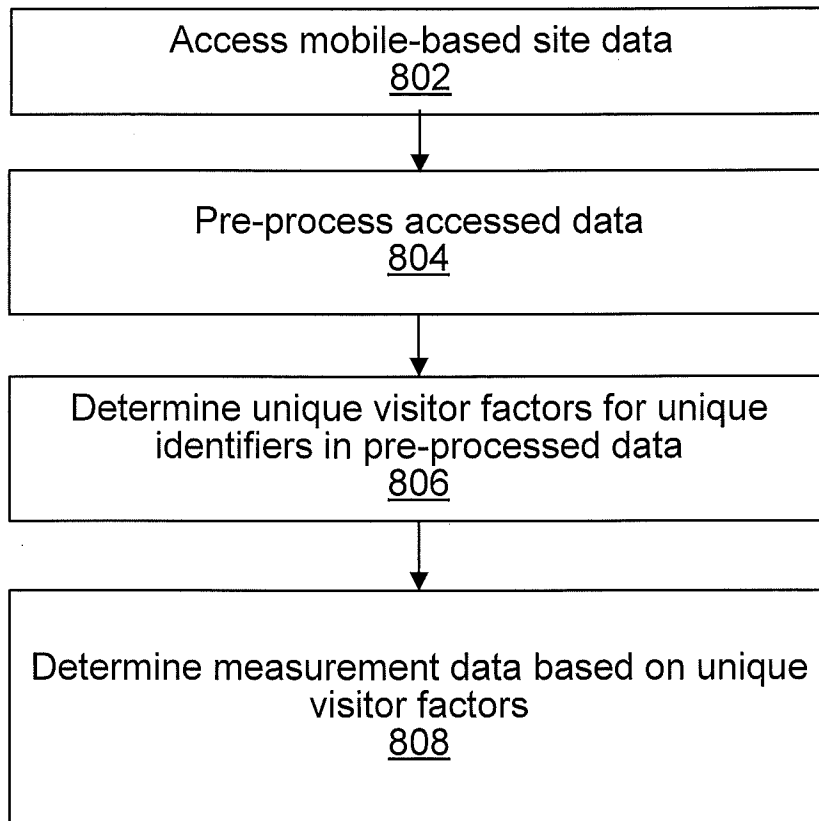 Access mobile-based site data
802
Pre-process accessed data
804
Determine unique visitor factors for unique
identifiers in pre-processed data
806
Determine measurement data based on unique
visitor factors
808